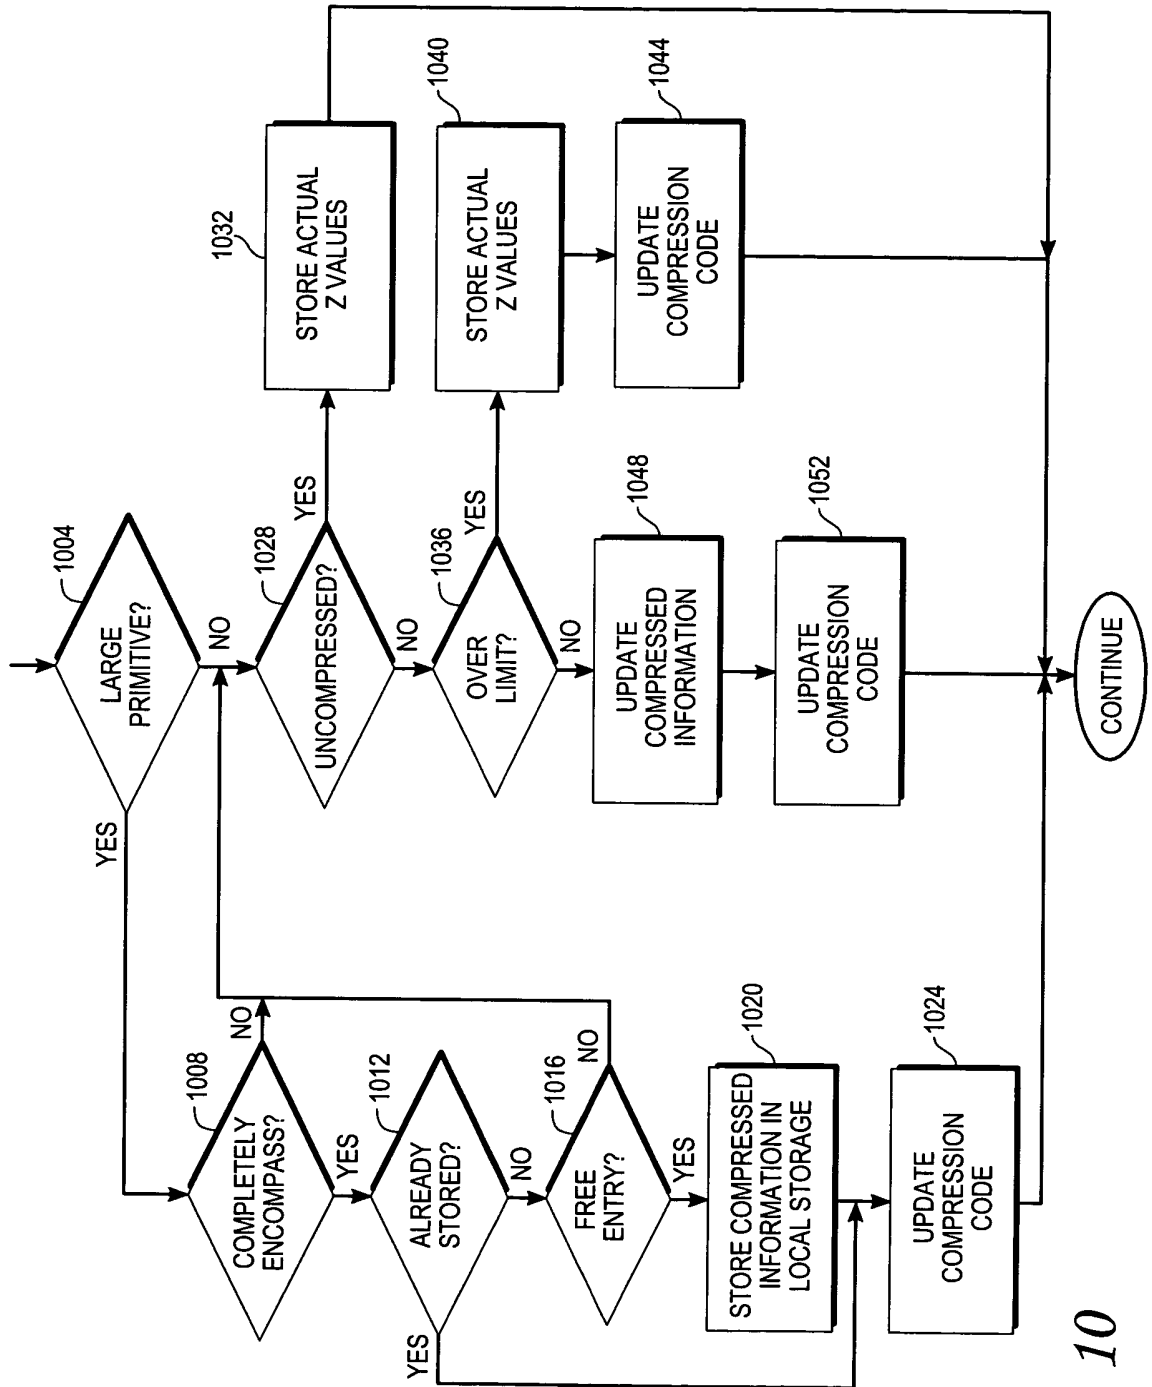 1004
LARGE
PRIMITIVE?
YES
NO
1008
COMPLETELY
ENCOMPASS?
NO
YES
1012
ALREADY
STORED?
YES
NO
1016
FREE
ENTRY?
NO
YES
1020
STORE COMPRESSED
INFORMATION IN
LOCAL STORAGE
1024
UPDATE
COMPRESSION
CODE
1028
UNCOMPRESSED?
YES
NO
1032
STORE ACTUAL
Z VALUES
1036
OVER
LIMIT?
YES
NO
1040
STORE ACTUAL
Z VALUES
1044
UPDATE
COMPRESSION
CODE
1048
UPDATE
COMPRESSED
INFORMATION
1052
UPDATE
COMPRESSION
CODE
CONTINUE
10